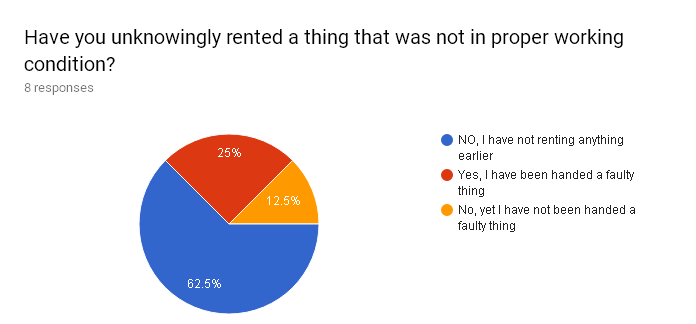 Have you unknowingly rented a thing that was not in proper working
condition?
8 responses
25%
12.5%
62.5%
NO, I have not renting anything
earlier
Yes, I have been handed a faulty
thing
No, yet I have not been handed a
faulty thing